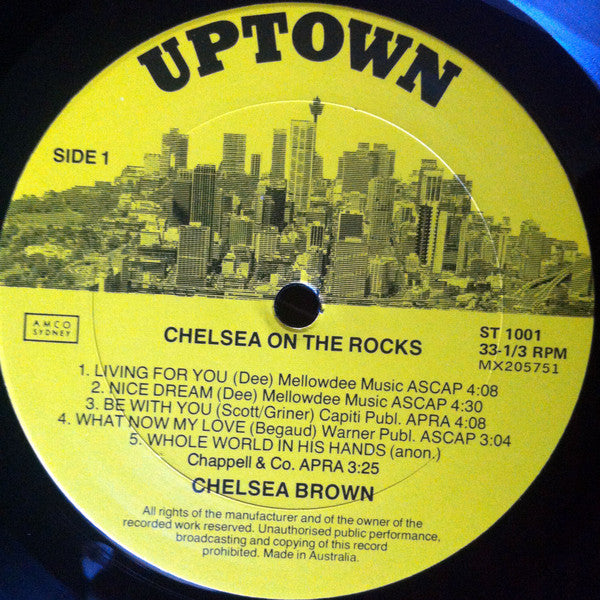 UPTOWN
SIDE 1
AMCO
SYDNEY
CHELSEA ON THE ROCKS
ST 1001
33-1/3 RPM
MX205751
1. LIVING FOR YOU (Dee) Mellowdee Music ASCAP 4:08
2. NICE DREAM (Dee) Mellowdee Music ASCAP 4:30
3. BE WITH YOU (Scott/Griner) Capiti Publ. APRA 4:08
4. WHAT NOW MY LOVE (Begaud) Warner Publ. ASCAP 3:04
5. WHOLE WORLD IN HIS HANDS (anon.)
Chappell & Co. APRA 3:25
CHELSEA BROWN
All rights of the manufacturer and of the owner of the
recorded work reserved. Unauthorised public performance,
broadcasting and copying of this record
prohibited. Made in Australia.